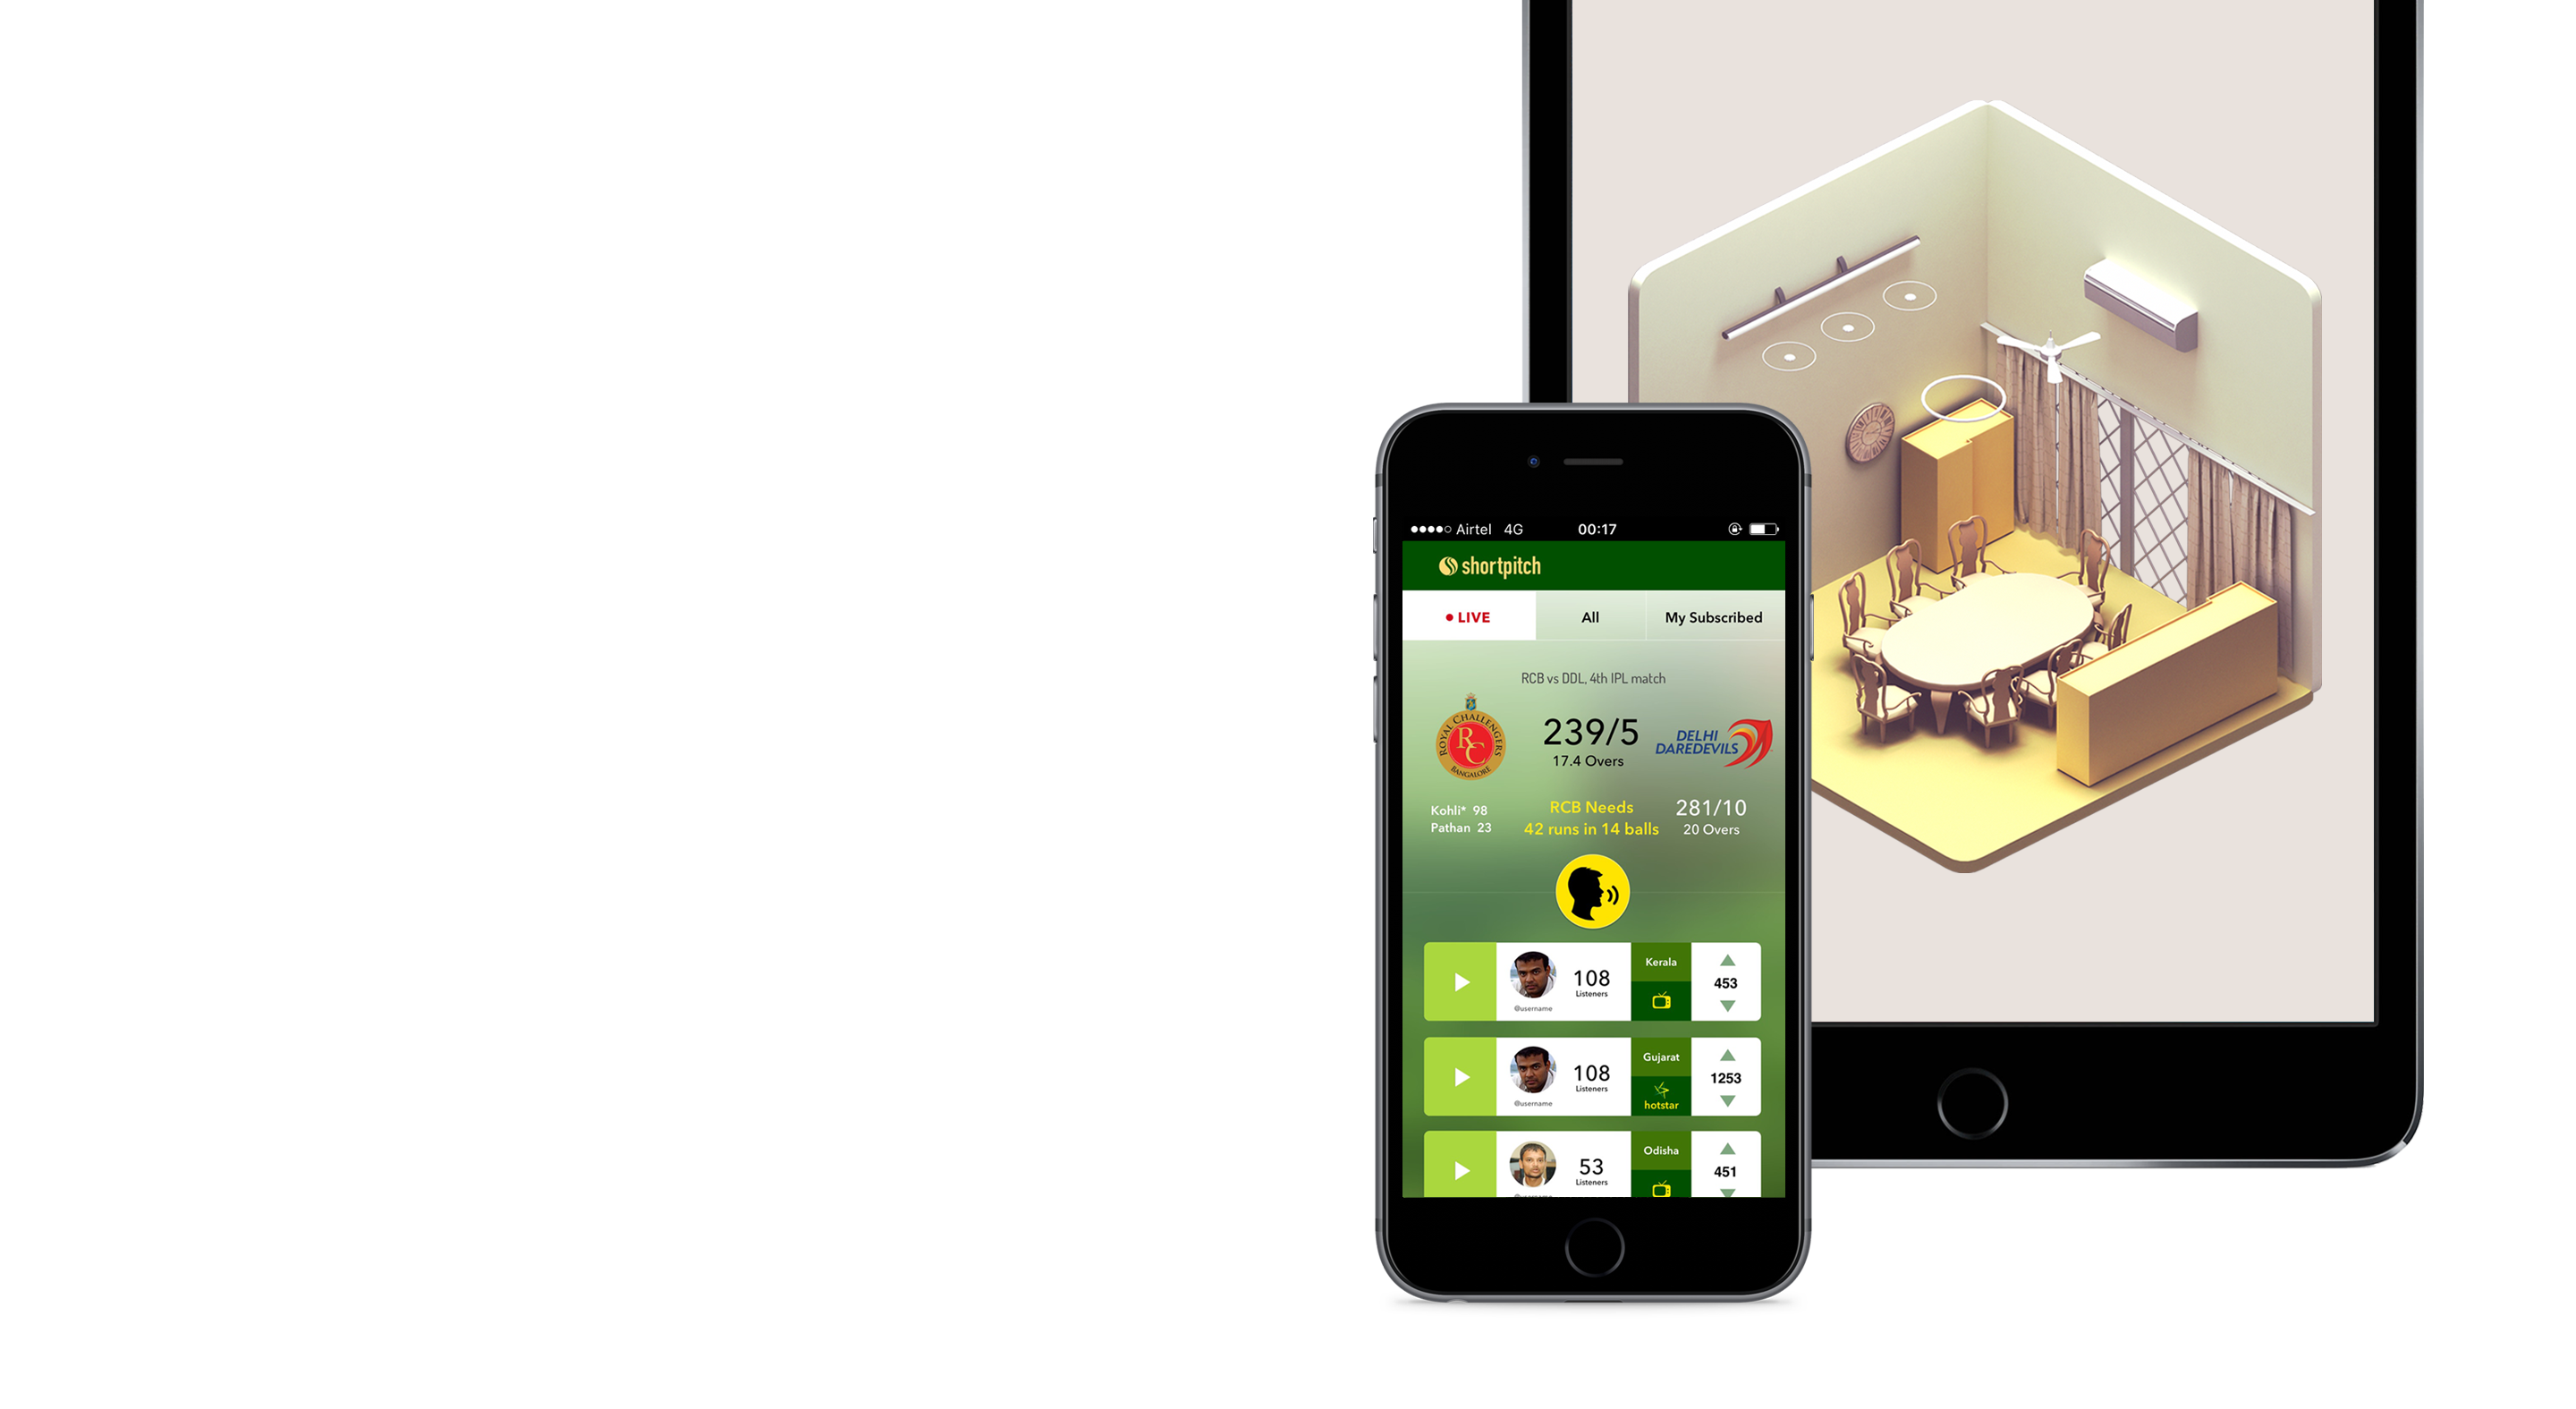 Airtel 4G 00:17
shortpitch
LIVE All My Subscribed
RCB vs DDL, 4th IPL match
ROYAL CHALLENGERS
RC
BANGALORE
239/5
17.4 Overs
DELHI
DAREDEVILS
Kohli* 98
Pathan 23
RCB Needs
42 runs in 14 balls
281/10
20 Overs
108
Listeners
@username
Kerala
453
108
Listeners
@username
Gujarat
hotstar
1253
53
Listeners
Odisha
451